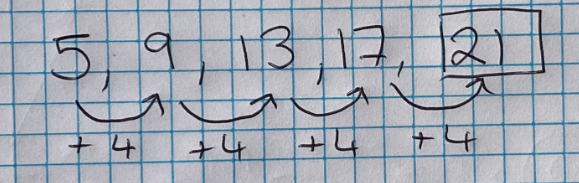 5, 9, 13, 17, 21
+4 +4 +4 +4